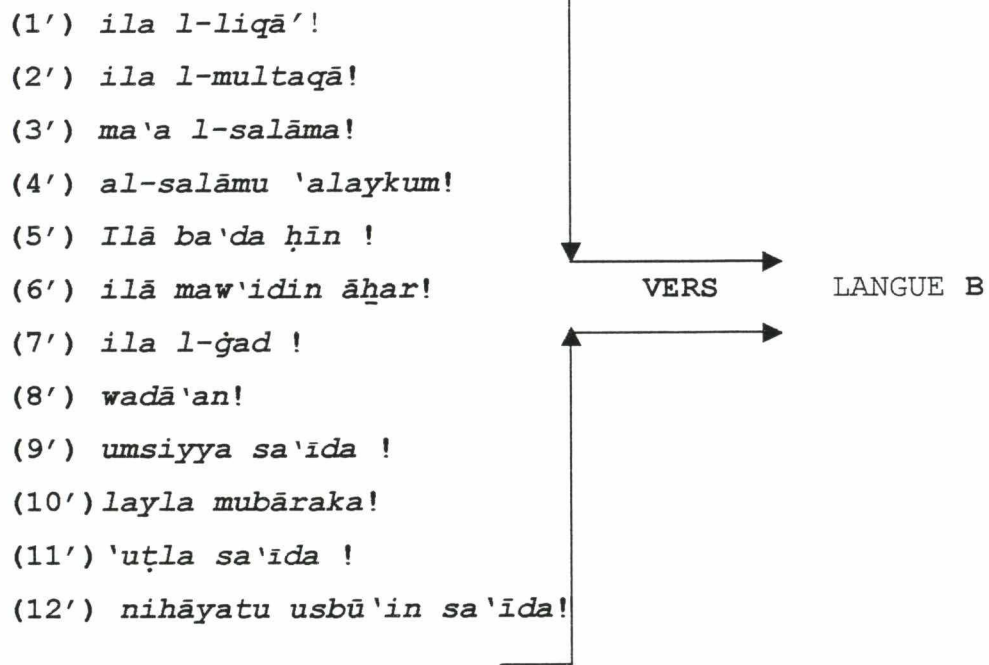 (1′) ila l-liqā’!
(2′) ila l-multaqā!
(3′) ma‘a l-salāma!
(4′) al-salāmu ‘alaykum!
(5′) Ilā ba‘da ḥīn !
(6′) ilā maw‘idin āẖar! VERS LANGUE B
(7′) ila l-ġad !
(8′) wadā‘an!
(9′) umsiyya sa‘īda !
(10′) layla mubāraka!
(11′) ‘uṭla sa‘īda !
(12′) nihāyatu usbū‘in sa‘īda!